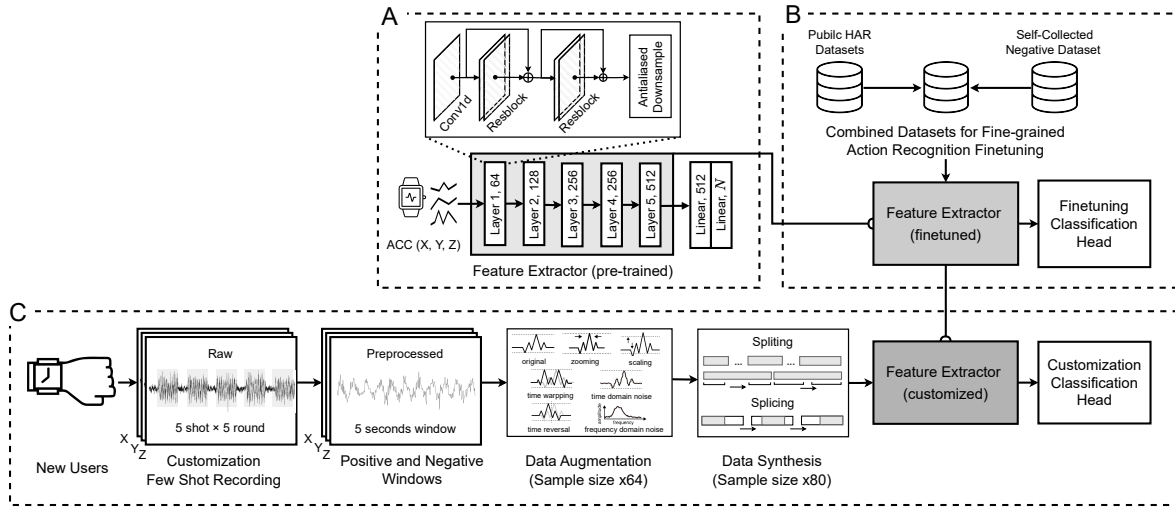 A
Conv1d
Resblock
Resblock
Antialiased
Downsample
ACC (X, Y, Z)
Layer 1, 64
Layer 2, 128
Layer 3, 256
Layer 4, 256
Layer 5, 512
Linear, 512
Linear, N
Feature Extractor (pre-trained)
B
Public HAR
Datasets
Self-Collected
Negative Dataset
Combined Datasets for Fine-grained
Action Recognition Finetuning
Feature Extractor
(finetuned)
Finetuning
Classification
Head
C
New Users
Raw
5 shot × 5 round
X
Y
Z
Customization
Few Shot Recording
Preprocessed
5 seconds window
X
Y
Z
Positive and Negative
Windows
original
zooming
scaling
time warpping
time domain noise
time reversal
amplitude
frequency
frequency domain noise
Data Augmentation
(Sample size x64)
Spliting
...
...
Splicing
Data Synthesis
(Sample size x80)
Feature Extractor
(customized)
Customization
Classification
Head